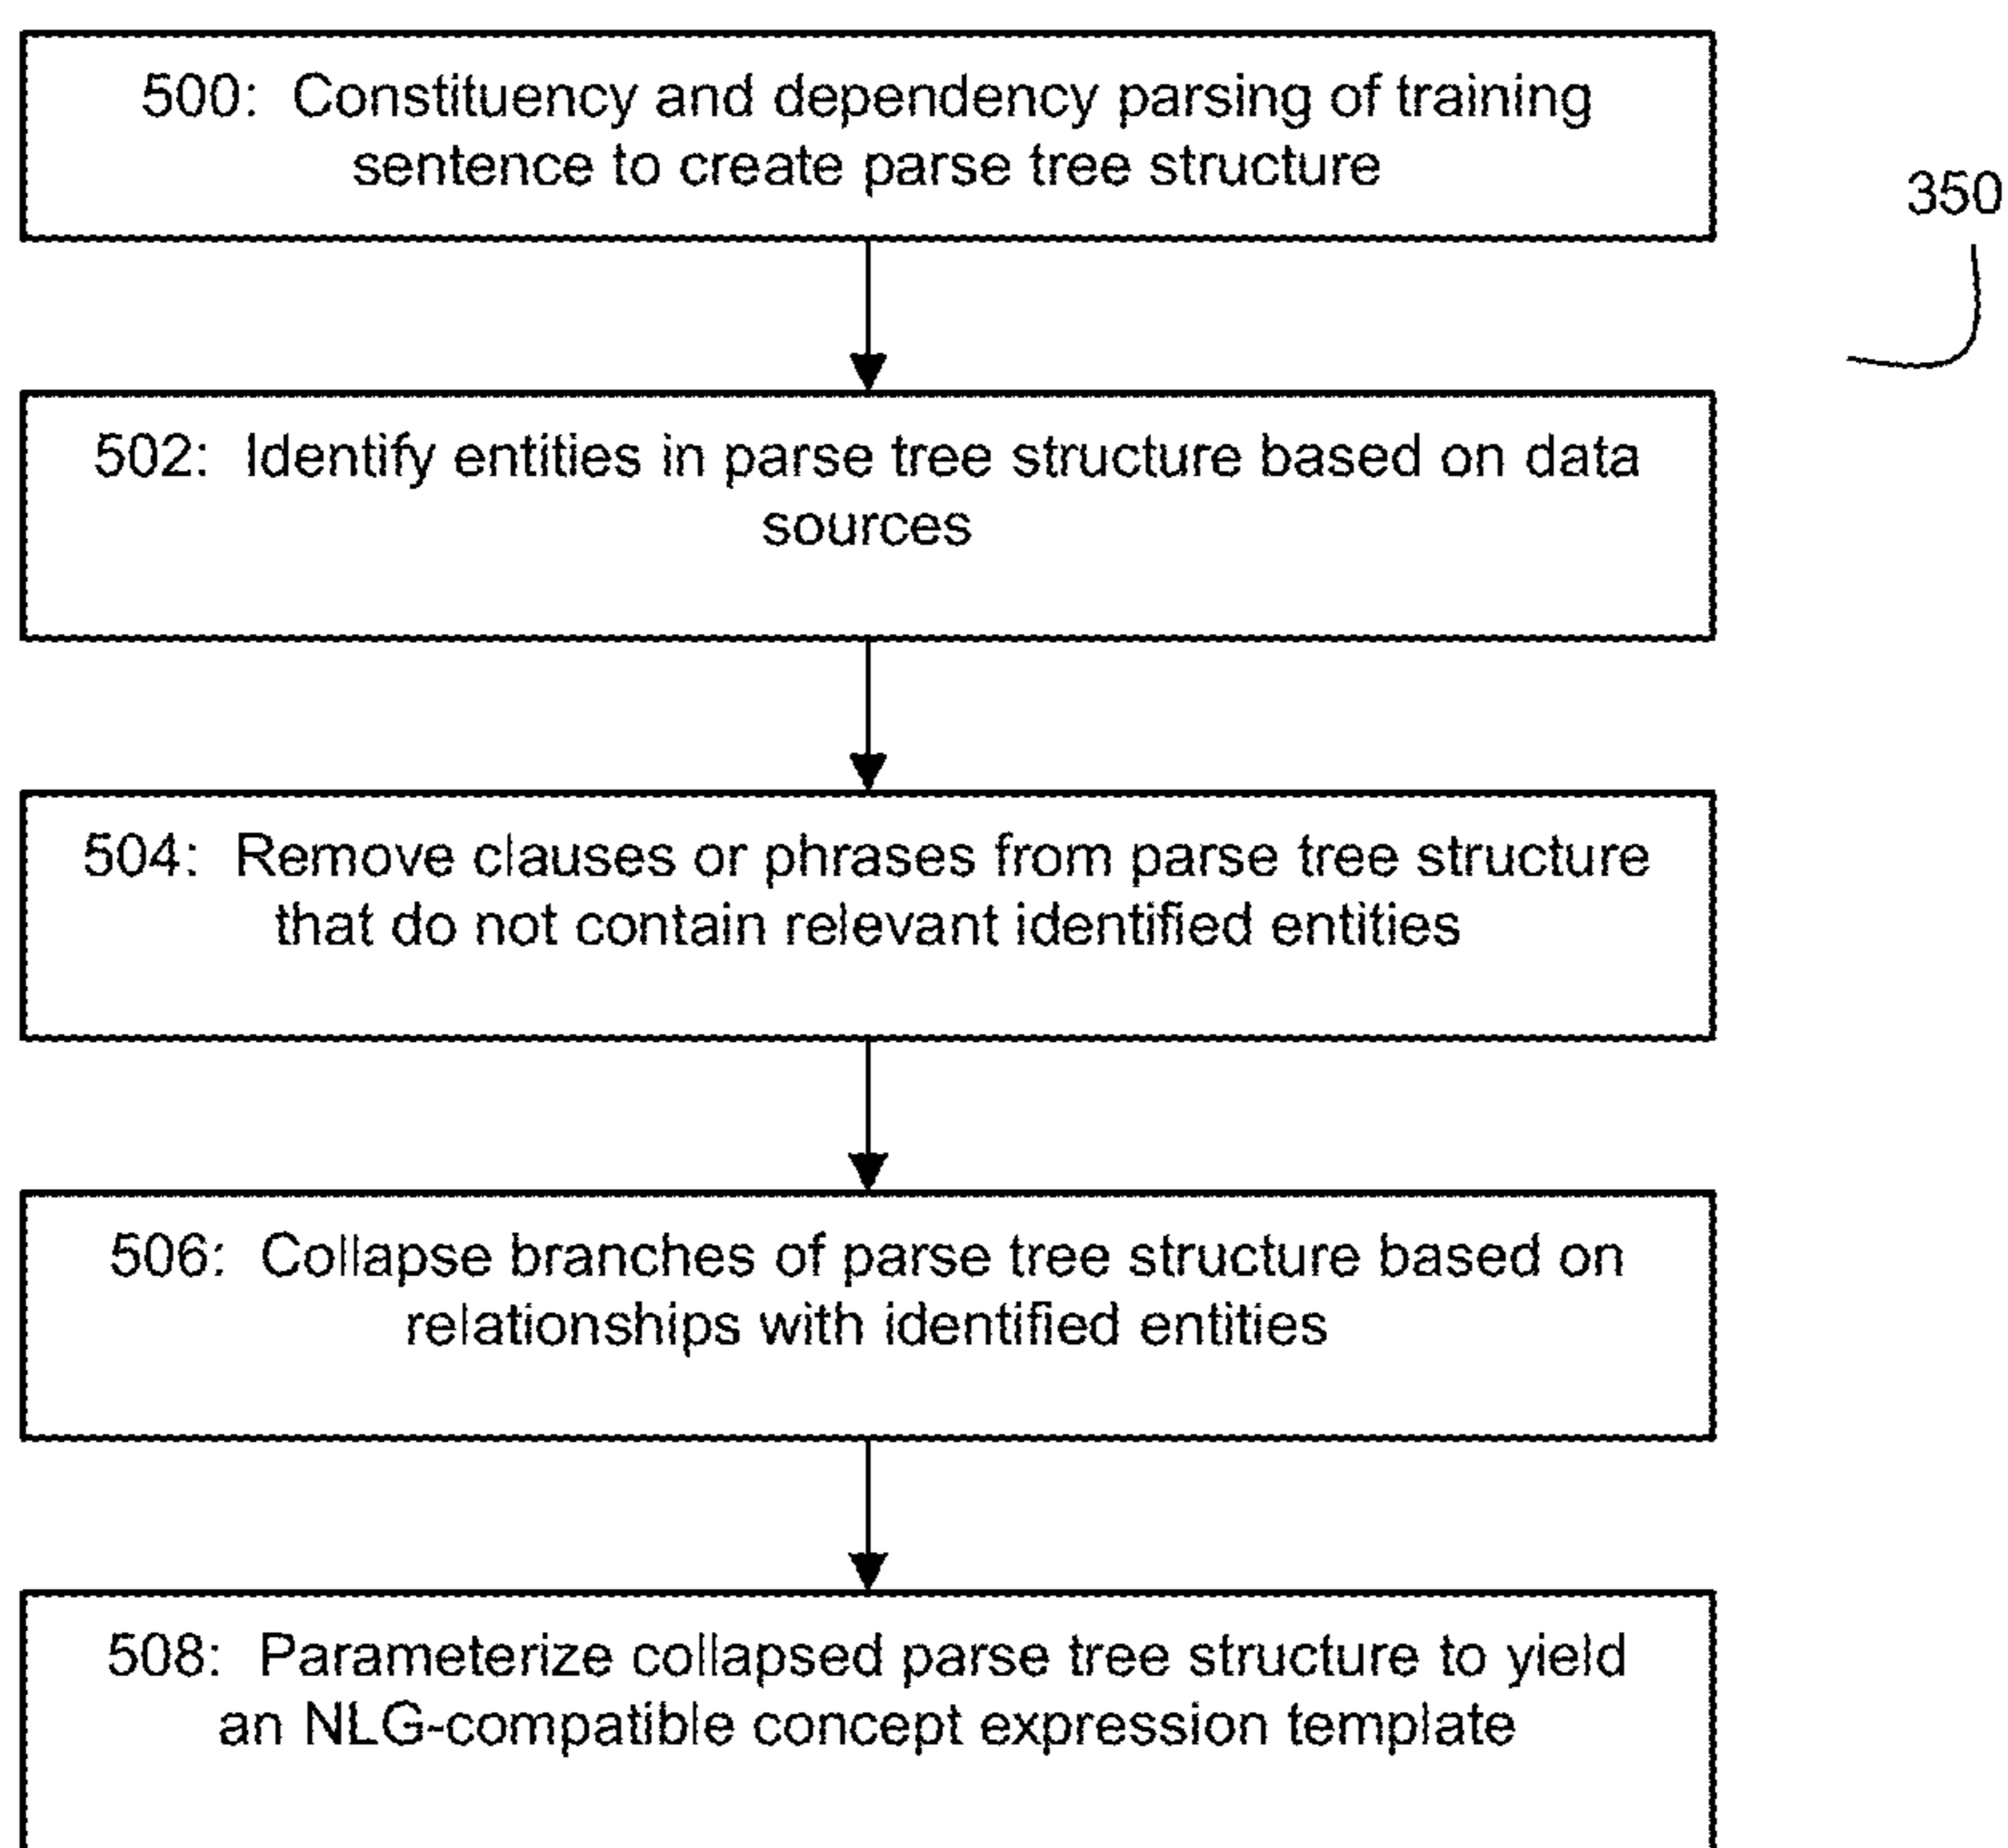 500: Constituency and dependency parsing of training
sentence to create parse tree structure
350
502: Identify entities in parse tree structure based on data
sources
504: Remove clauses or phrases from parse tree structure
that do not contain relevant identified entities
506: Collapse branches of parse tree structure based on
relationships with identified entities
508: Parameterize collapsed parse tree structure to yield
an NLG-compatible concept expression template